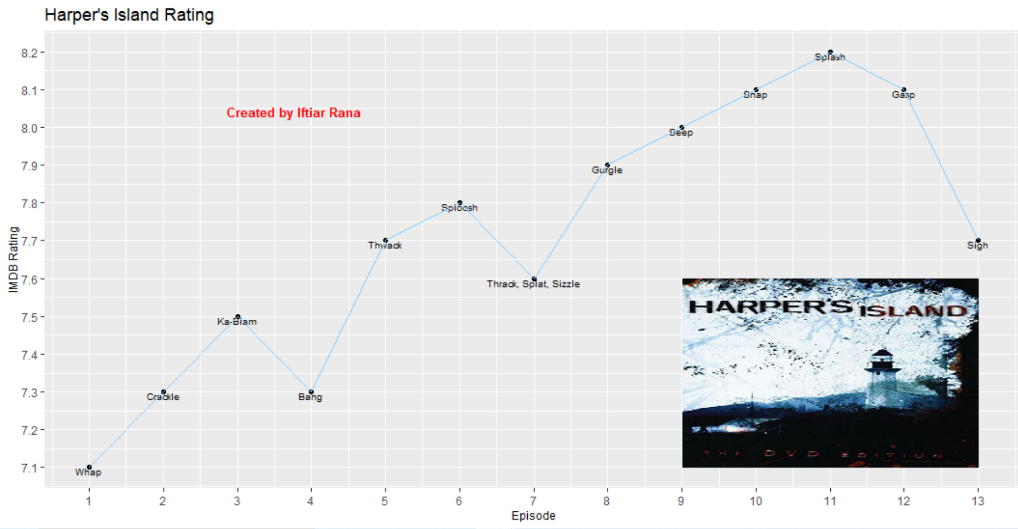 Harper's Island Rating
8.2
8.1
8.0
7.9
7.8
7.7
7.6
7.5
7.4
7.3
7.2
7.1
IMDB Rating
Created by Iftiar Rana
Whap
Crackle
Ka-Blam
Bang
Thwack
Sploosh
Thrack, Splat, Sizzle
Gurgle
Seep
Snap
Splash
Gasp
Sigh
HARPER'S ISLAND
THE DVD EDITION
1 2 3 4 5 6 7 8 9 10 11 12 13
Episode